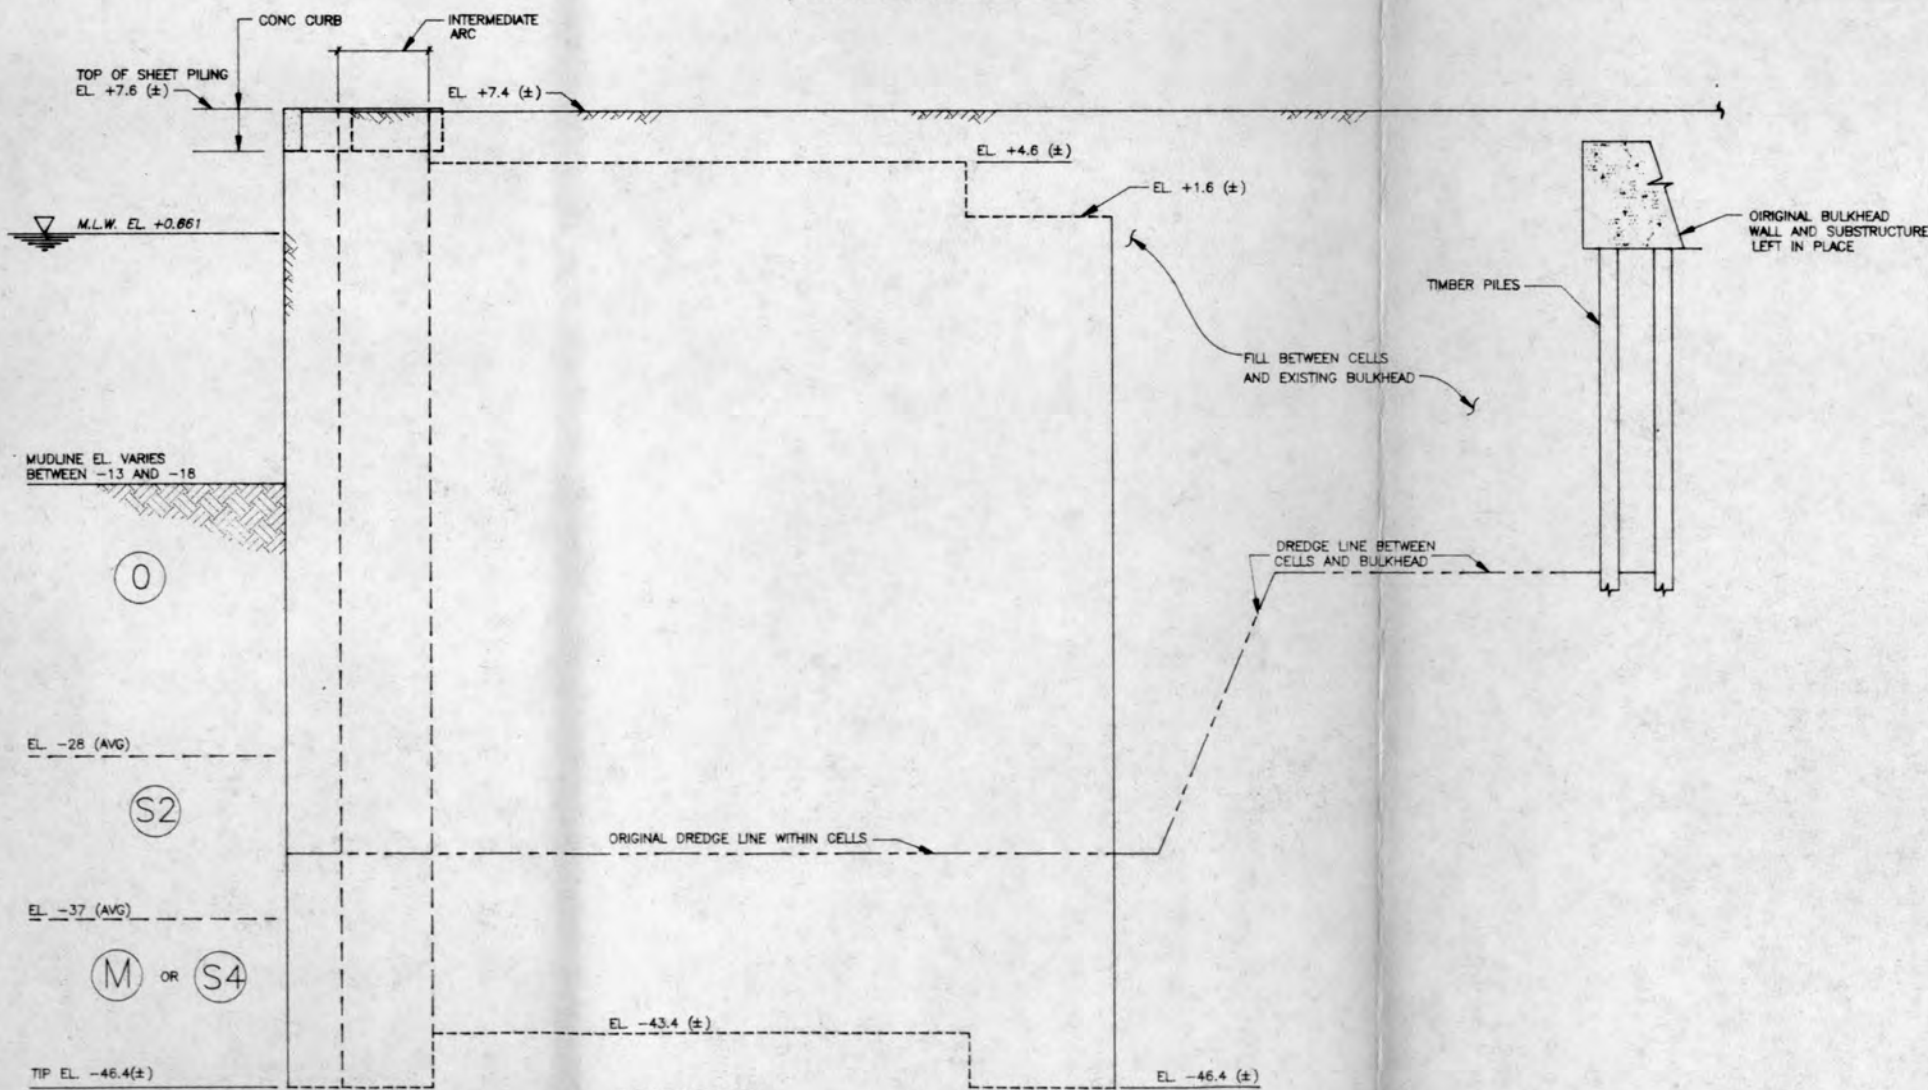 CONC CURB
INTERMEDIATE
ARC
TOP OF SHEET PILING
EL +7.6 (±)
EL +7.4 (±)
EL +4.6 (±)
EL +1.6 (±)
M.L.W. EL. +0.661
OIRIGINAL BULKHEAD
WALL AND SUBSTRUCTURE
LEFT IN PLACE
TIMBER PILES
FILL BETWEEN CELLS
AND EXISTING BULKHEAD
MUDLINE EL. VARIES
BETWEEN -13 AND -18
DREDGE LINE BETWEEN
CELLS AND BULKHEAD
O
EL -28 (AVG)
S2
ORIGINAL DREDGE LINE WITHIN CELLS
EL -37 (AVG)
M OR S4
EL -43.4 (±)
TIP EL. -46.4(±)
EL -46.4 (±)